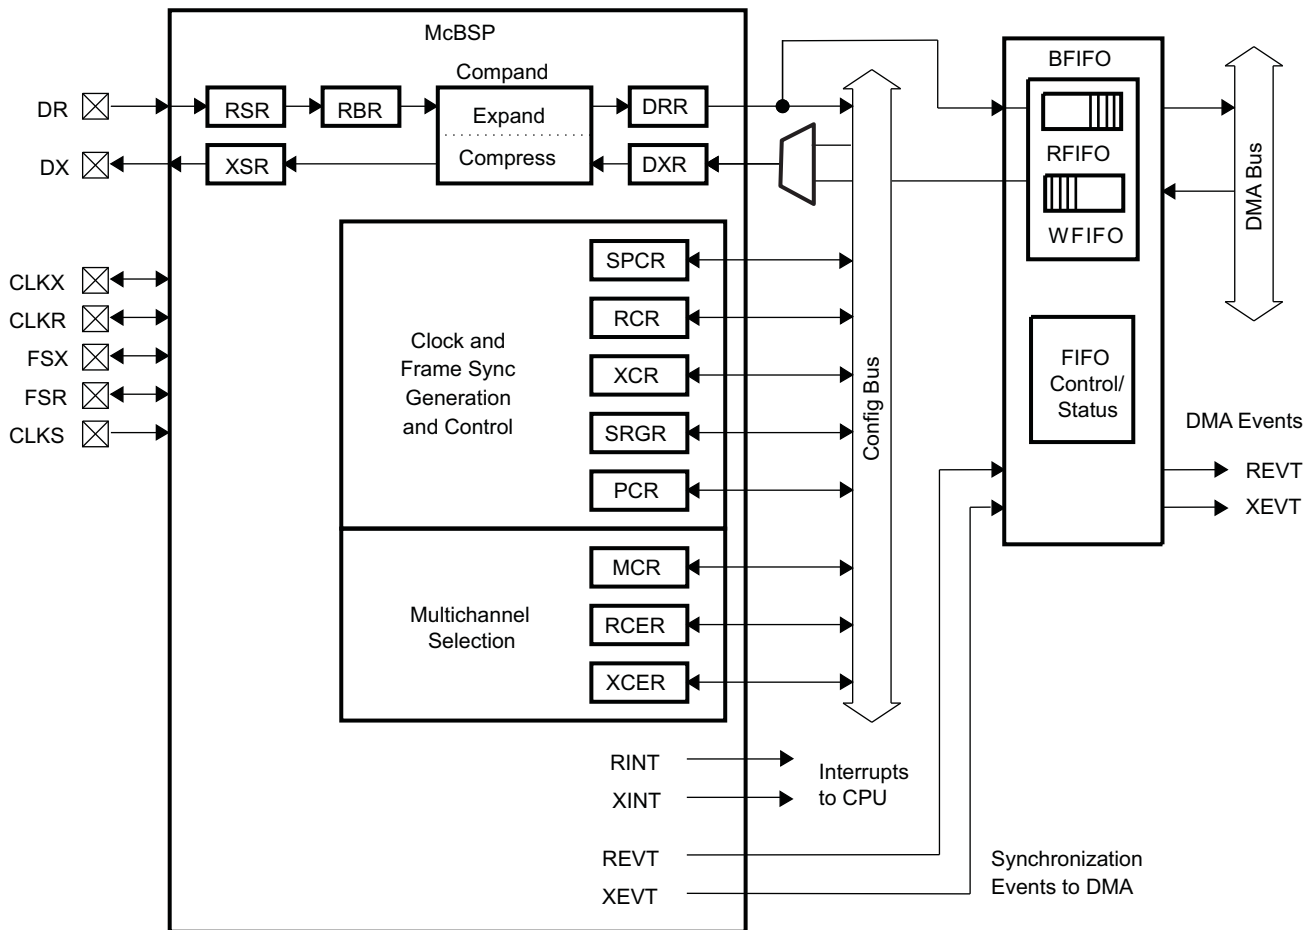 McBSP
BFIFO
Compand
DR
RSR
RBR
Expand
DRR
DX
XSR
Compress
DXR
RFIFO
WFIFO
DMA Bus
CLKX
CLKR
FSX
FSR
CLKS
Clock and
Frame Sync
Generation
and Control
SPCR
RCR
XCR
SRGR
PCR
Config Bus
FIFO
Control/
Status
DMA Events
REVT
XEVT
Multichannel
Selection
MCR
RCER
XCER
RINT
XINT
Interrupts
to CPU
REVT
XEVT
Synchronization
Events to DMA